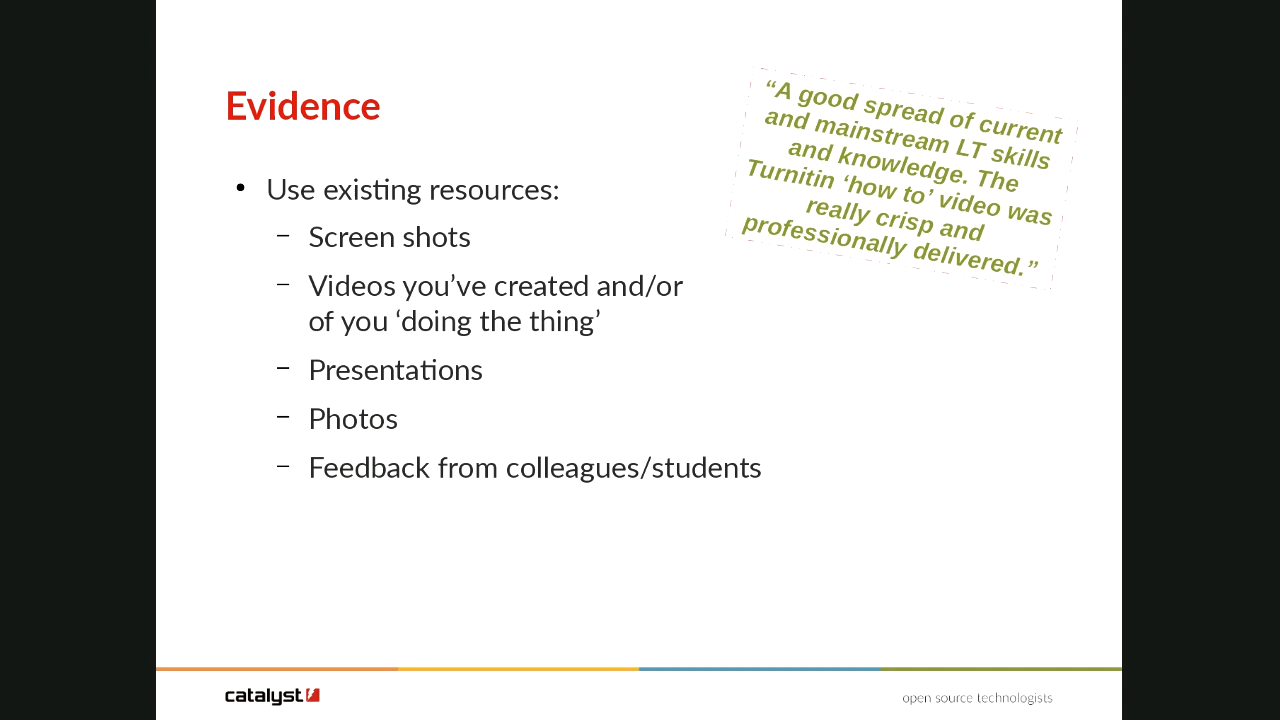 Evidence
“A good spread of current
and mainstream LT skills
and knowledge. The
Turnitin ‘how to’ video was
really crisp and
professionally delivered.”
• Use existing resources:
– Screen shots
– Videos you’ve created and/or
of you ‘doing the thing’
– Presentations
– Photos
– Feedback from colleagues/students
catalyst
open source technologists